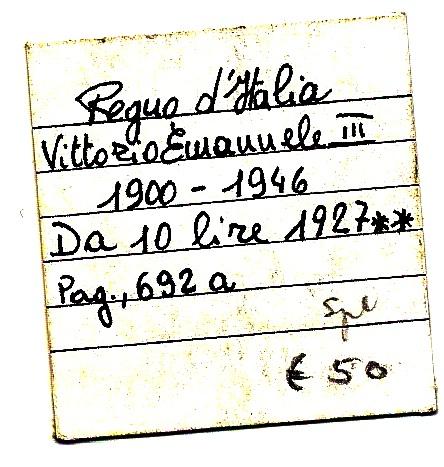 Regno d'Italia
Vittorio Emanuele III
1900 - 1946
Da 10 lire 1927**
Pag., 692 a
Spl
€ 50